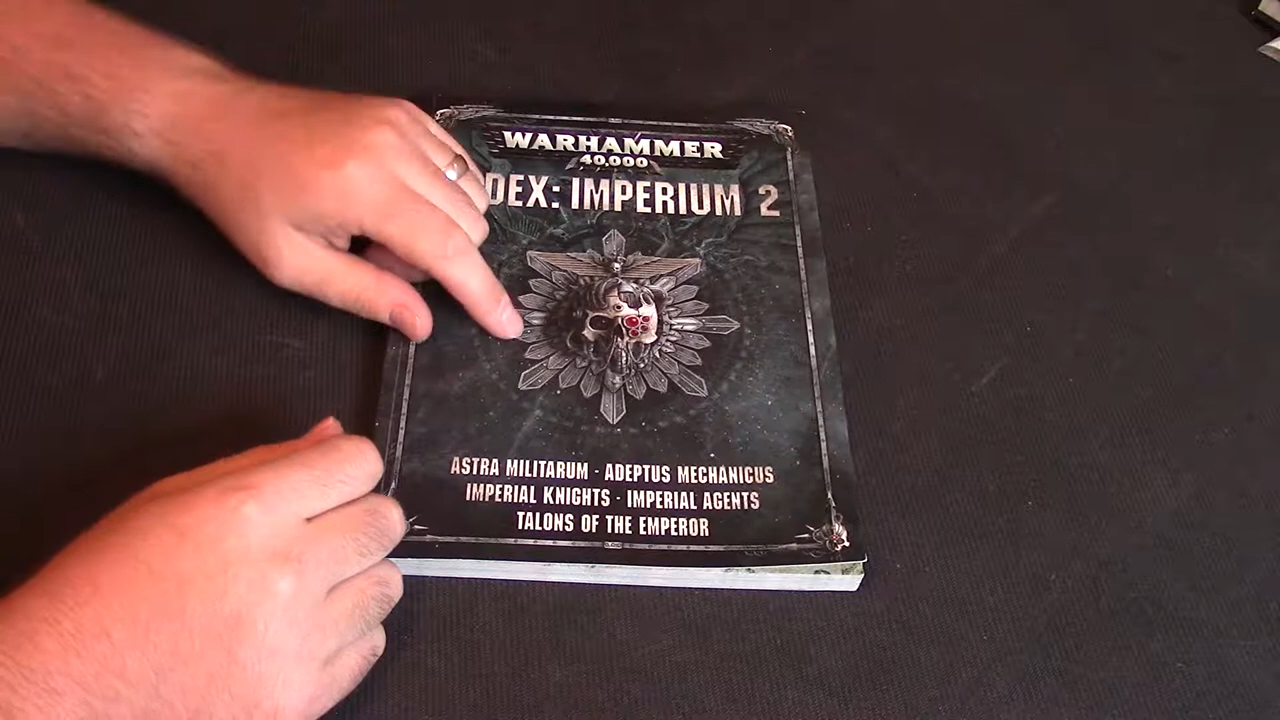 WARHAMMER
40,000
DEX: IMPERIUM 2
ASTRA MILITARUM - ADEPTUS MECHANICUS
IMPERIAL KNIGHTS · IMPERIAL AGENTS
TALONS OF THE EMPEROR